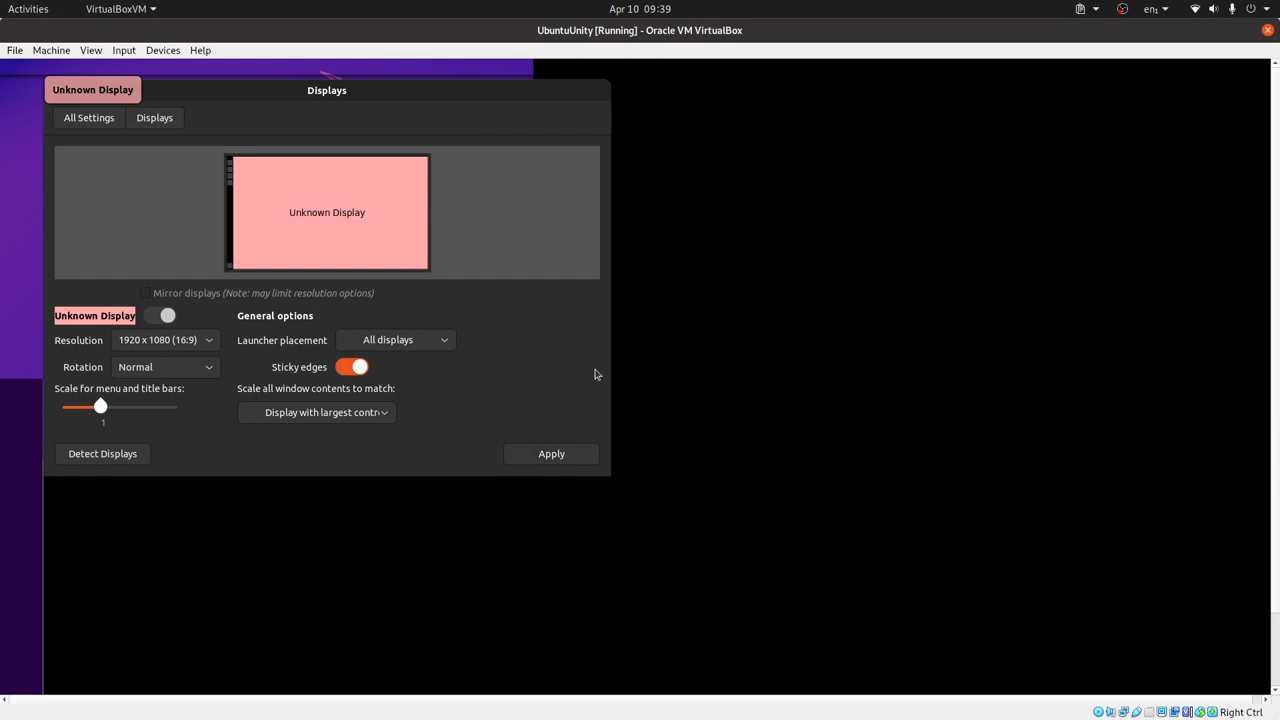 Activities VirtualBoxVM Apr 10 09:39 en₁
UbuntuUnity [Running] - Oracle VM VirtualBox
File Machine View Input Devices Help
Unknown Display Displays
All Settings Displays
Unknown Display
Mirror displays (Note: may limit resolution options)
Unknown Display General options
Resolution 1920 x 1080 (16:9) Launcher placement All displays
Rotation Normal Sticky edges
Scale for menu and title bars: Scale all window contents to match:
Display with largest contr
1
Detect Displays Apply
Right Ctrl